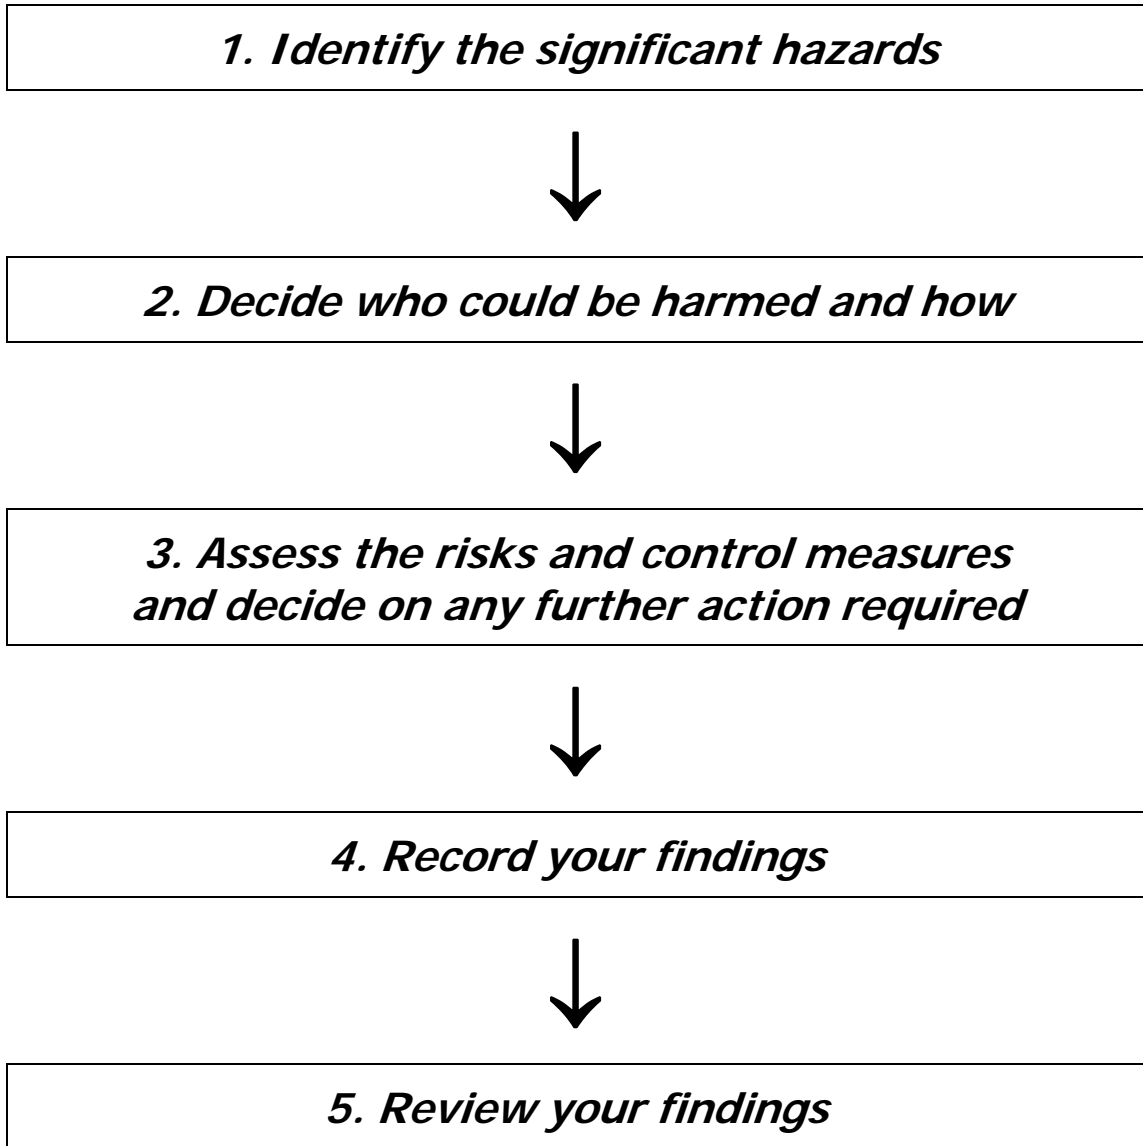 1. Identify the significant hazards
2. Decide who could be harmed and how
3. Assess the risks and control measures
and decide on any further action required
4. Record your findings
5. Review your findings